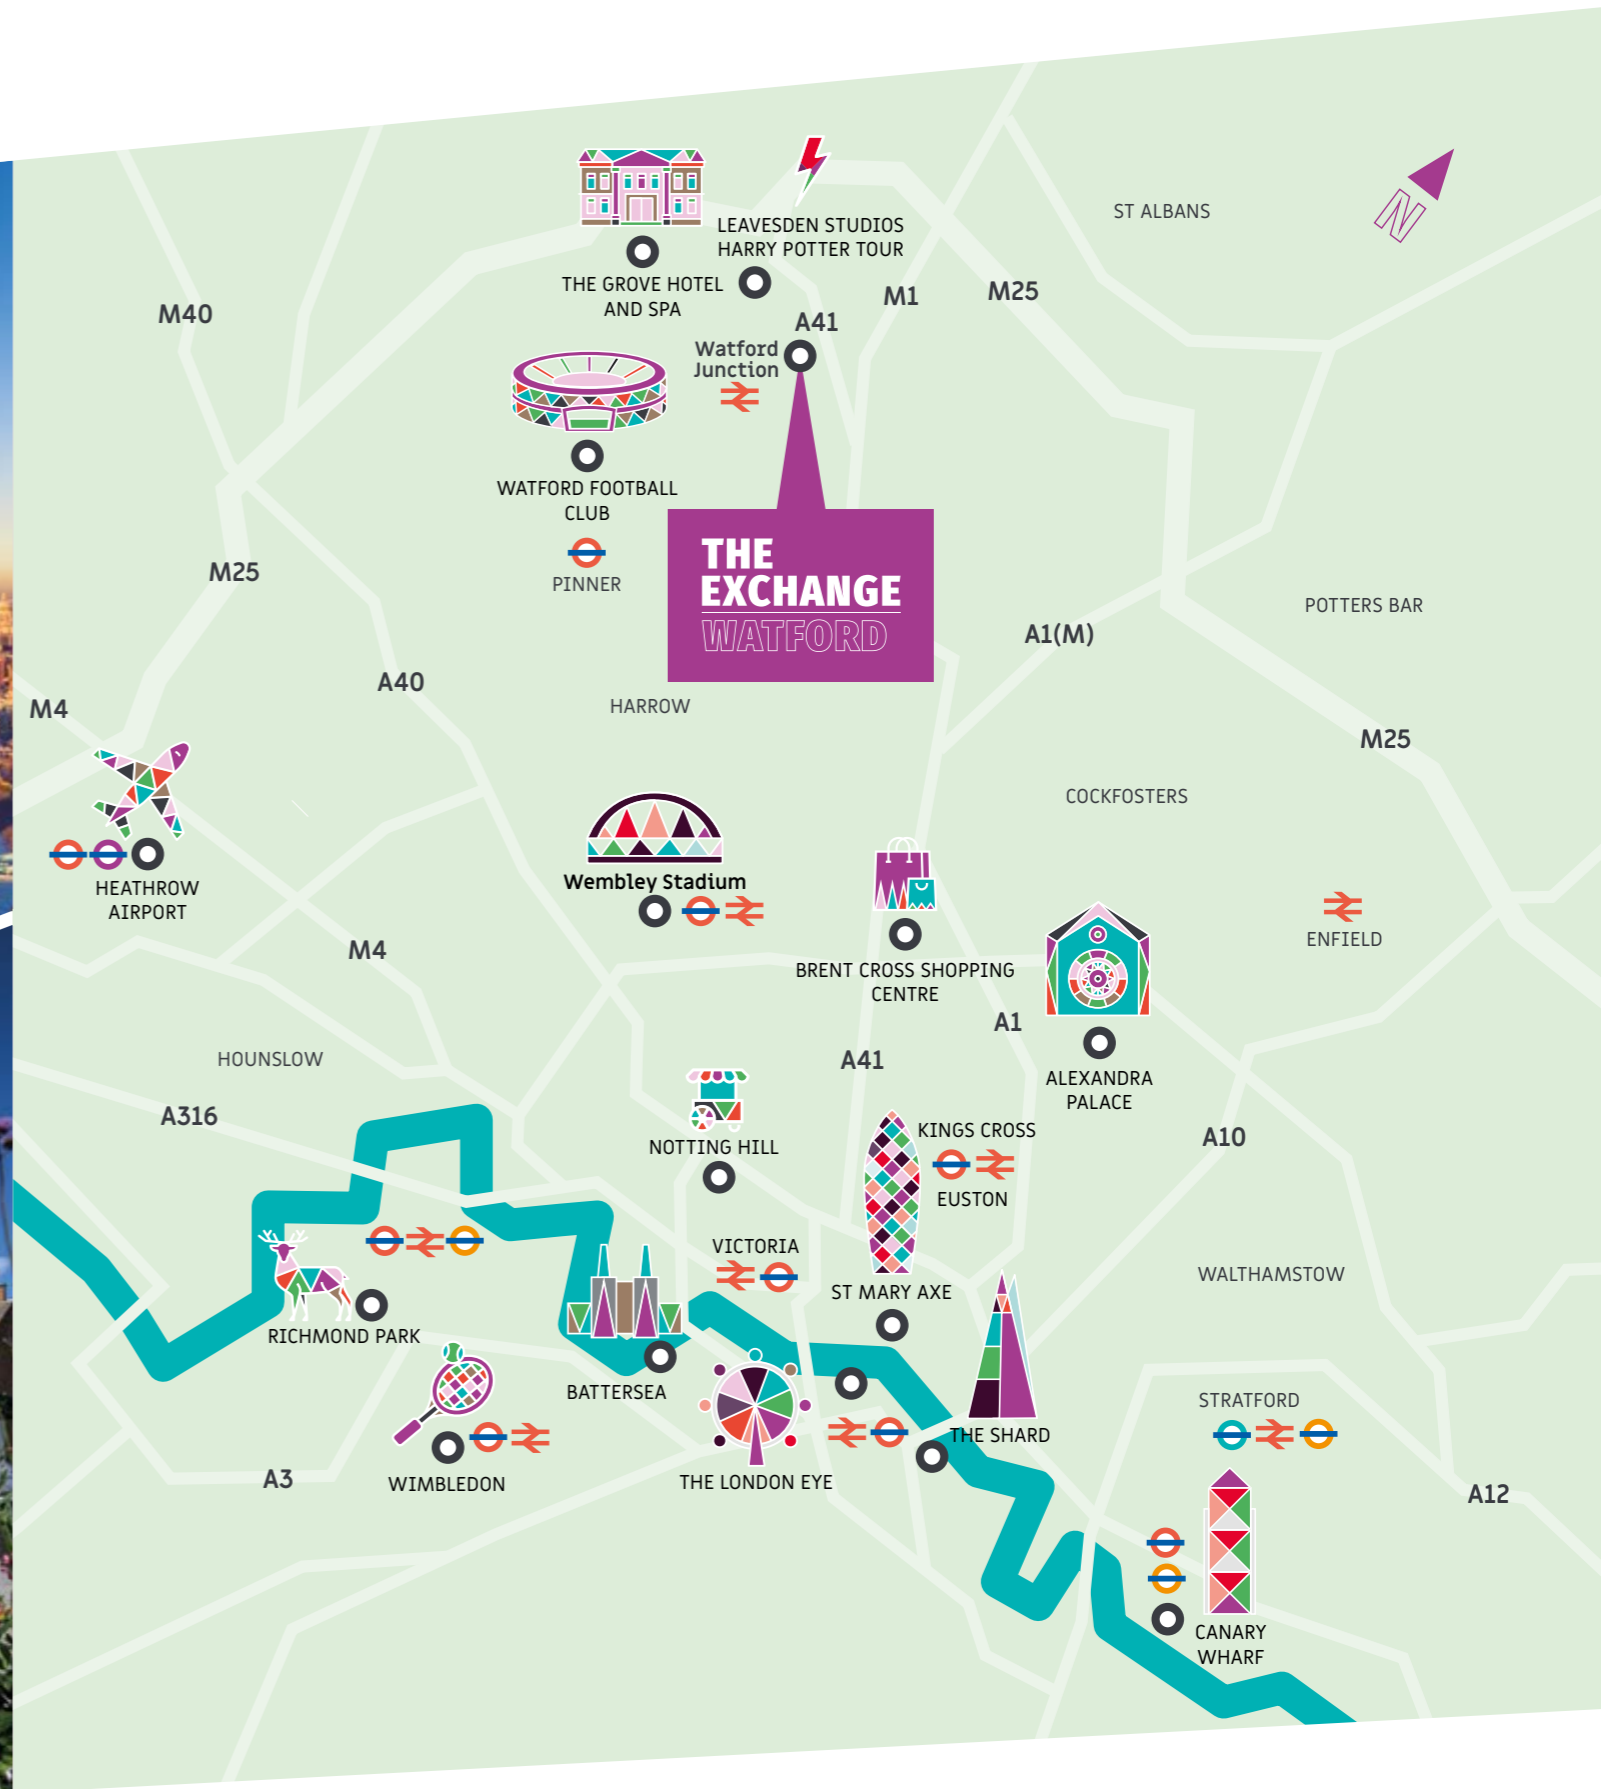 ST ALBANS
N
LEAVESDEN STUDIOS
HARRY POTTER TOUR
THE GROVE HOTEL
AND SPA
M1
M25
M40
A41
Watford
Junction
WATFORD FOOTBALL
CLUB
PINNER
THE
EXCHANGE
WATFORD
M25
POTTERS BAR
A1(M)
A40
M4
HARROW
M25
COCKFOSTERS
HEATHROW
AIRPORT
Wembley Stadium
ENFIELD
M4
BRENT CROSS SHOPPING
CENTRE
A1
HOUNSLOW
A41
ALEXANDRA
PALACE
A316
NOTTING HILL
KINGS CROSS
EUSTON
A10
VICTORIA
ST MARY AXE
WALTHAMSTOW
RICHMOND PARK
BATTERSEA
STRATFORD
THE SHARD
A3
WIMBLEDON
THE LONDON EYE
A12
CANARY
WHARF